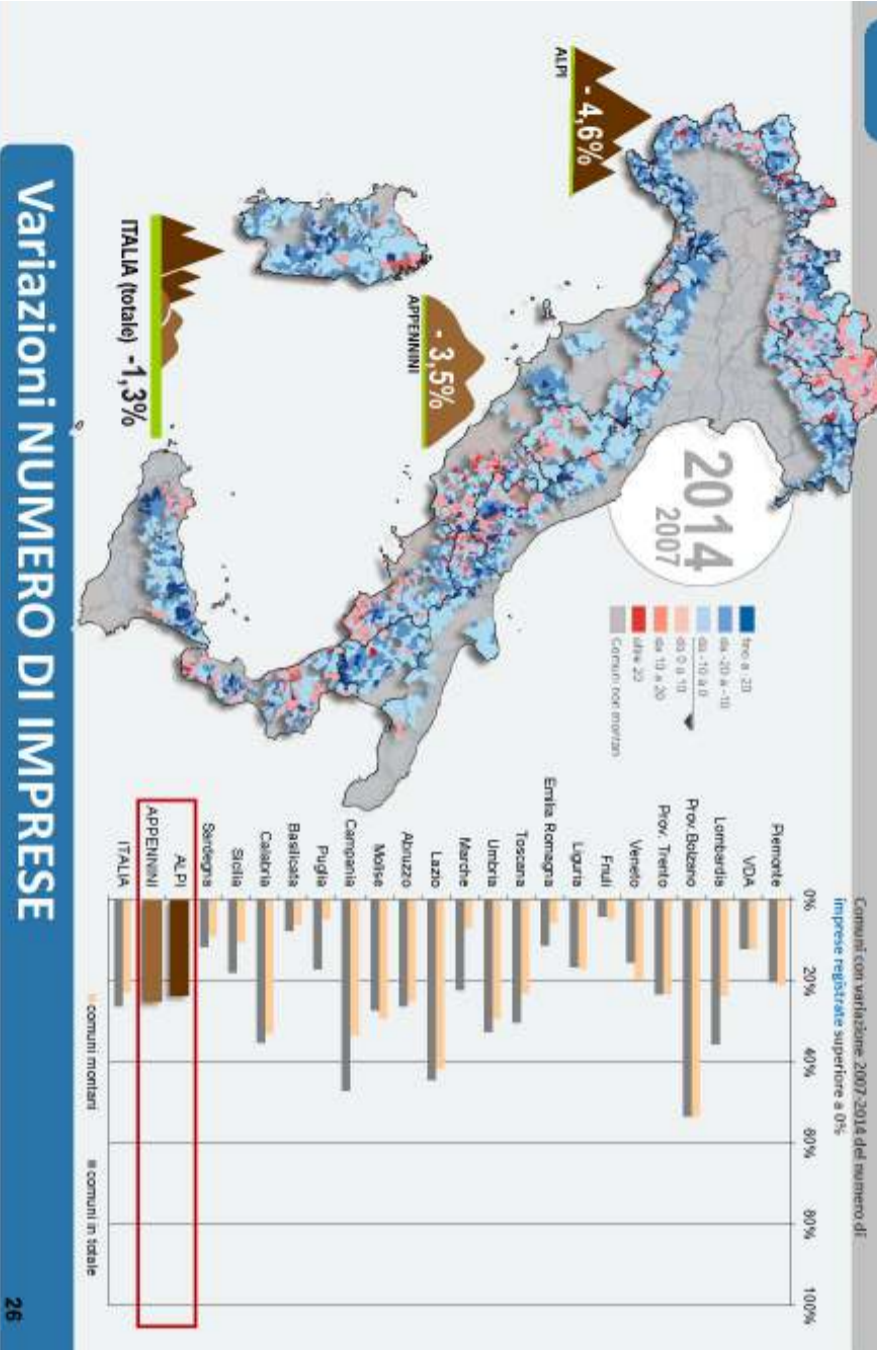 Variazioni NUMERO DI IMPRESE
26
ALPI
- 4,6%
APPENNINI
- 3,5%
ITALIA (totale) -1,3%
2014
2007
fino a -20
da -20 a -10
da -10 a 0
da 0 a 10
da 10 a 20
oltre 20
Comuni non montani
Comuni con variazione 2007-2014 del numero di
imprese registrate superiore a 0%
0%
20%
40%
60%
80%
100%
Piemonte
VDA
Lombardia
Prov.Bolzano
Prov. Trento
Veneto
Friuli
Liguria
Emilia Romagna
Toscana
Umbria
Marche
Lazio
Abruzzo
Molise
Campania
Puglia
Basilicata
Calabria
Sicilia
Sardegna
ALPI
APPENNINI
ITALIA
comuni montani
comuni in totale